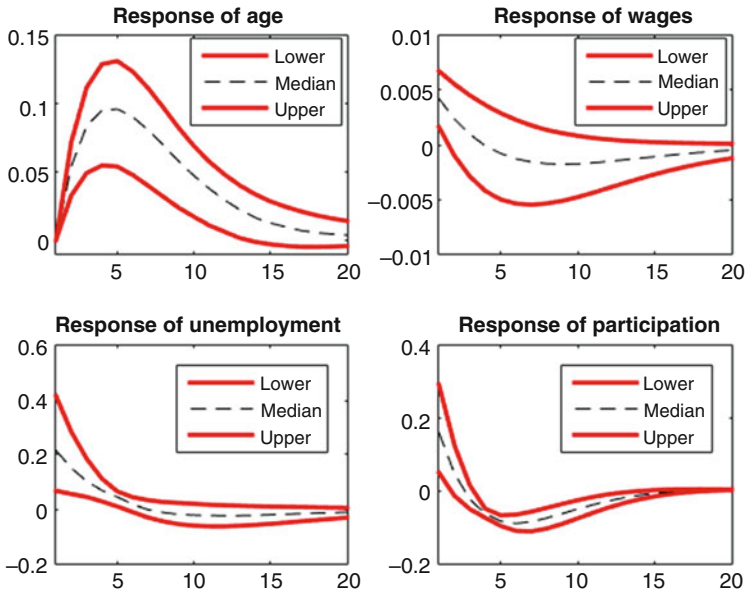 Response of age
0.15
0.1
0.05
0
5
10
15
20
Lower
Median
Upper
Response of wages
0.01
0.005
0
−0.005
−0.01
5
10
15
20
Lower
Median
Upper
Response of unemployment
0.6
0.4
0.2
0
−0.2
5
10
15
20
Lower
Median
Upper
Response of participation
0.4
0.2
0
−0.2
5
10
15
20
Lower
Median
Upper